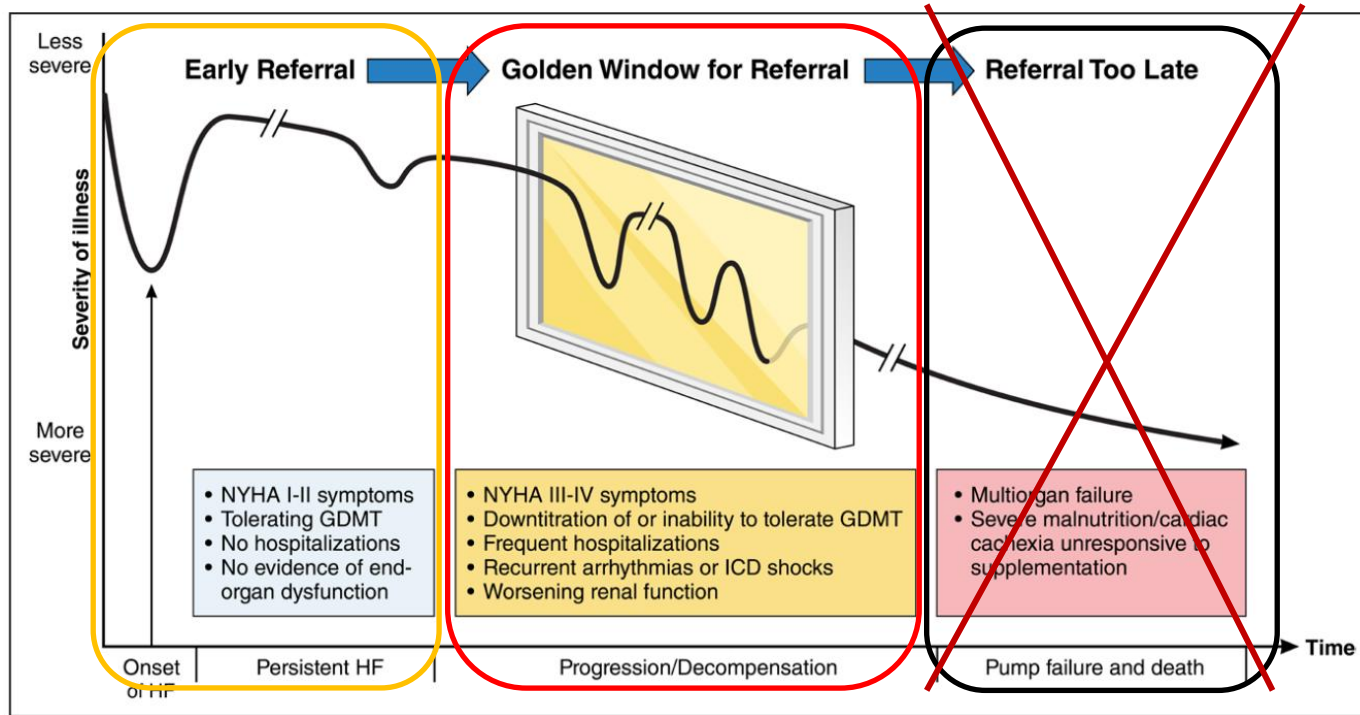 Less
severe
Early Referral
Golden Window for Referral
Referral Too Late
Severity of illness
More
severe
• NYHA I-II symptoms
• Tolerating GDMT
• No hospitalizations
• No evidence of end-
organ dysfunction
• NYHA III-IV symptoms
• Downtitration of or inability to tolerate GDMT
• Frequent hospitalizations
• Recurrent arrhythmias or ICD shocks
• Worsening renal function
• Multiorgan failure
• Severe malnutrition/cardiac
cachexia unresponsive to
supplementation
Time
Onset
of HF
Persistent HF
Progression/Decompensation
Pump failure and death